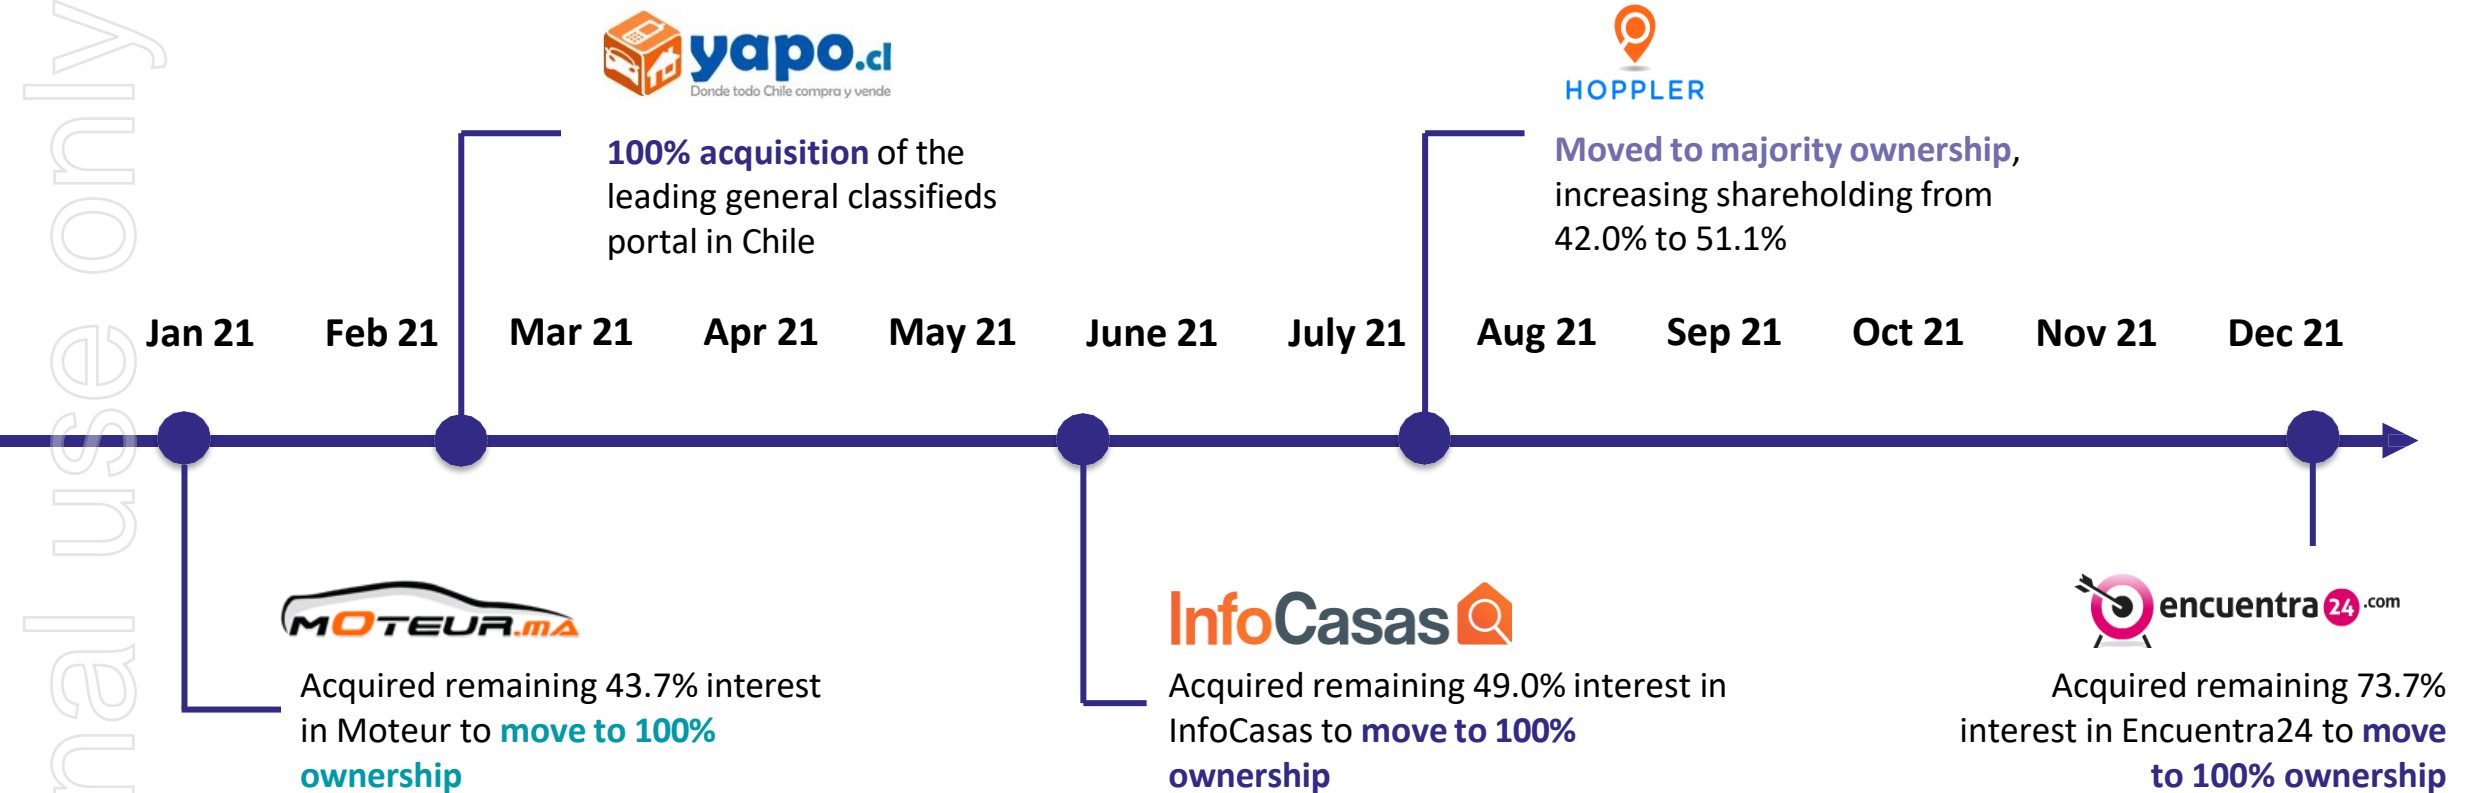 yapo.cl
Donde todo Chile compra y vende
HOPPLER
100% acquisition of the
leading general classifieds
portal in Chile
Moved to majority ownership,
increasing shareholding from
42.0% to 51.1%
Jan 21 Feb 21 Mar 21 Apr 21 May 21 June 21 July 21 Aug 21 Sep 21 Oct 21 Nov 21 Dec 21
MOTEUR.MA
Acquired remaining 43.7% interest
in Moteur to move to 100%
ownership
InfoCasas
Acquired remaining 49.0% interest in
InfoCasas to move to 100%
ownership
encuentra24.com
Acquired remaining 73.7%
interest in Encuentra24 to move
to 100% ownership
nal use only